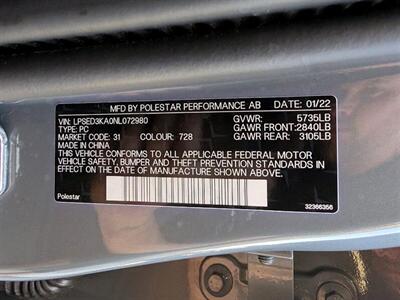 MFD BY POLESTAR PERFORMANCE AB DATE: 01/22
VIN: LPSED3KA0NL072980 GVWR: 5735LB
TYPE: PC GAWR FRONT: 2840LB
MARKET: 31 COLOUR: 728 GAWR REAR: 3105LB
MADE IN CHINA
THIS VEHICLE CONFORMS TO ALL APPLICABLE FEDERAL MOTOR
VEHICLE SAFETY, BUMPER AND THEFT PREVENTION STANDARDS IN
EFFECT ON THE DATE OF MANUFACTURE SHOWN ABOVE.
Polestar 32366356